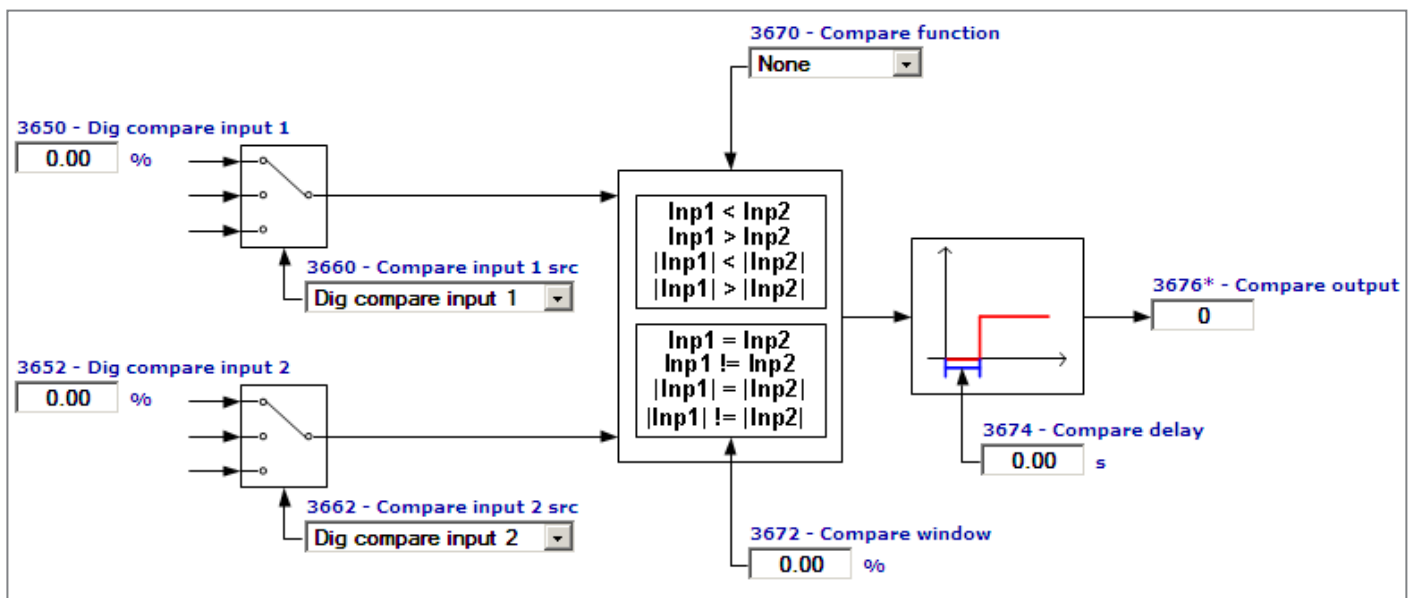 3670 - Compare function
None
3650 - Dig compare input 1
0.00 %
3660 - Compare input 1 src
Dig compare input 1
Inp1 < Inp2
Inp1 > Inp2
|Inp1| < |Inp2|
|Inp1| > |Inp2|
Inp1 = Inp2
Inp1 != Inp2
|Inp1| = |Inp2|
|Inp1| != |Inp2|
3676* - Compare output
0
3652 - Dig compare input 2
0.00 %
3674 - Compare delay
0.00 s
3662 - Compare input 2 src
Dig compare input 2
3672 - Compare window
0.00 %